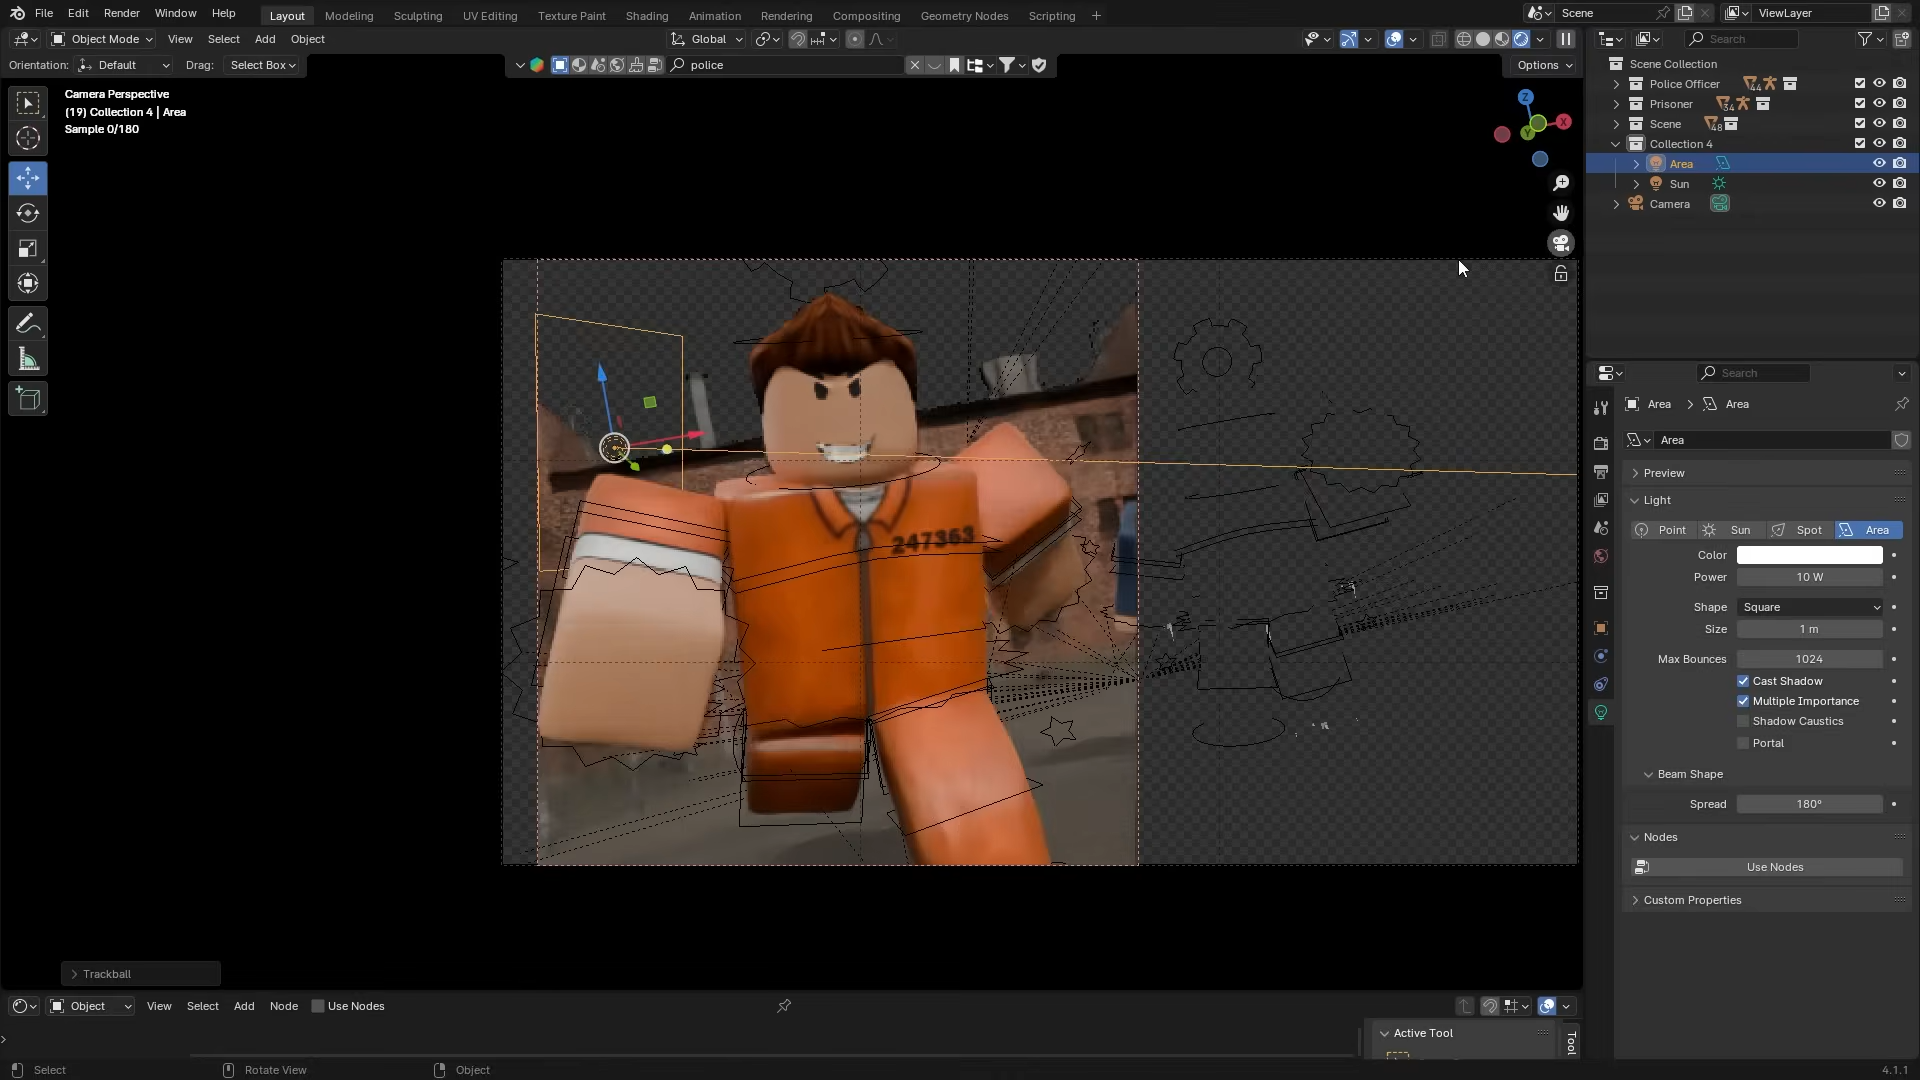 File Edit Render Window Help Layout Modeling Sculpting UV Editing Texture Paint Shading Animation Rendering Compositing Geometry Nodes Scripting Scene ViewLayer
Object Mode View Select Add Object Global Search
Orientation: Default Drag: Select Box police Options Scene Collection
Camera Perspective
(19) Collection 4 | Area
Sample 0/180
Police Officer 44
Prisoner 34
Scene 48
Collection 4
Area
Sun
Camera
Z
X
Y
247363
Search
Area Area
Area
Preview
Light
Point Sun Spot Area
Color
Power 10 W
Shape Square
Size 1 m
Max Bounces 1024
Cast Shadow
Multiple Importance
Shadow Caustics
Portal
Beam Shape
Spread 180°
Nodes
Use Nodes
Custom Properties
Trackball
Object View Select Add Node Use Nodes
Active Tool
Tool
Select Rotate View Object 4.1.1